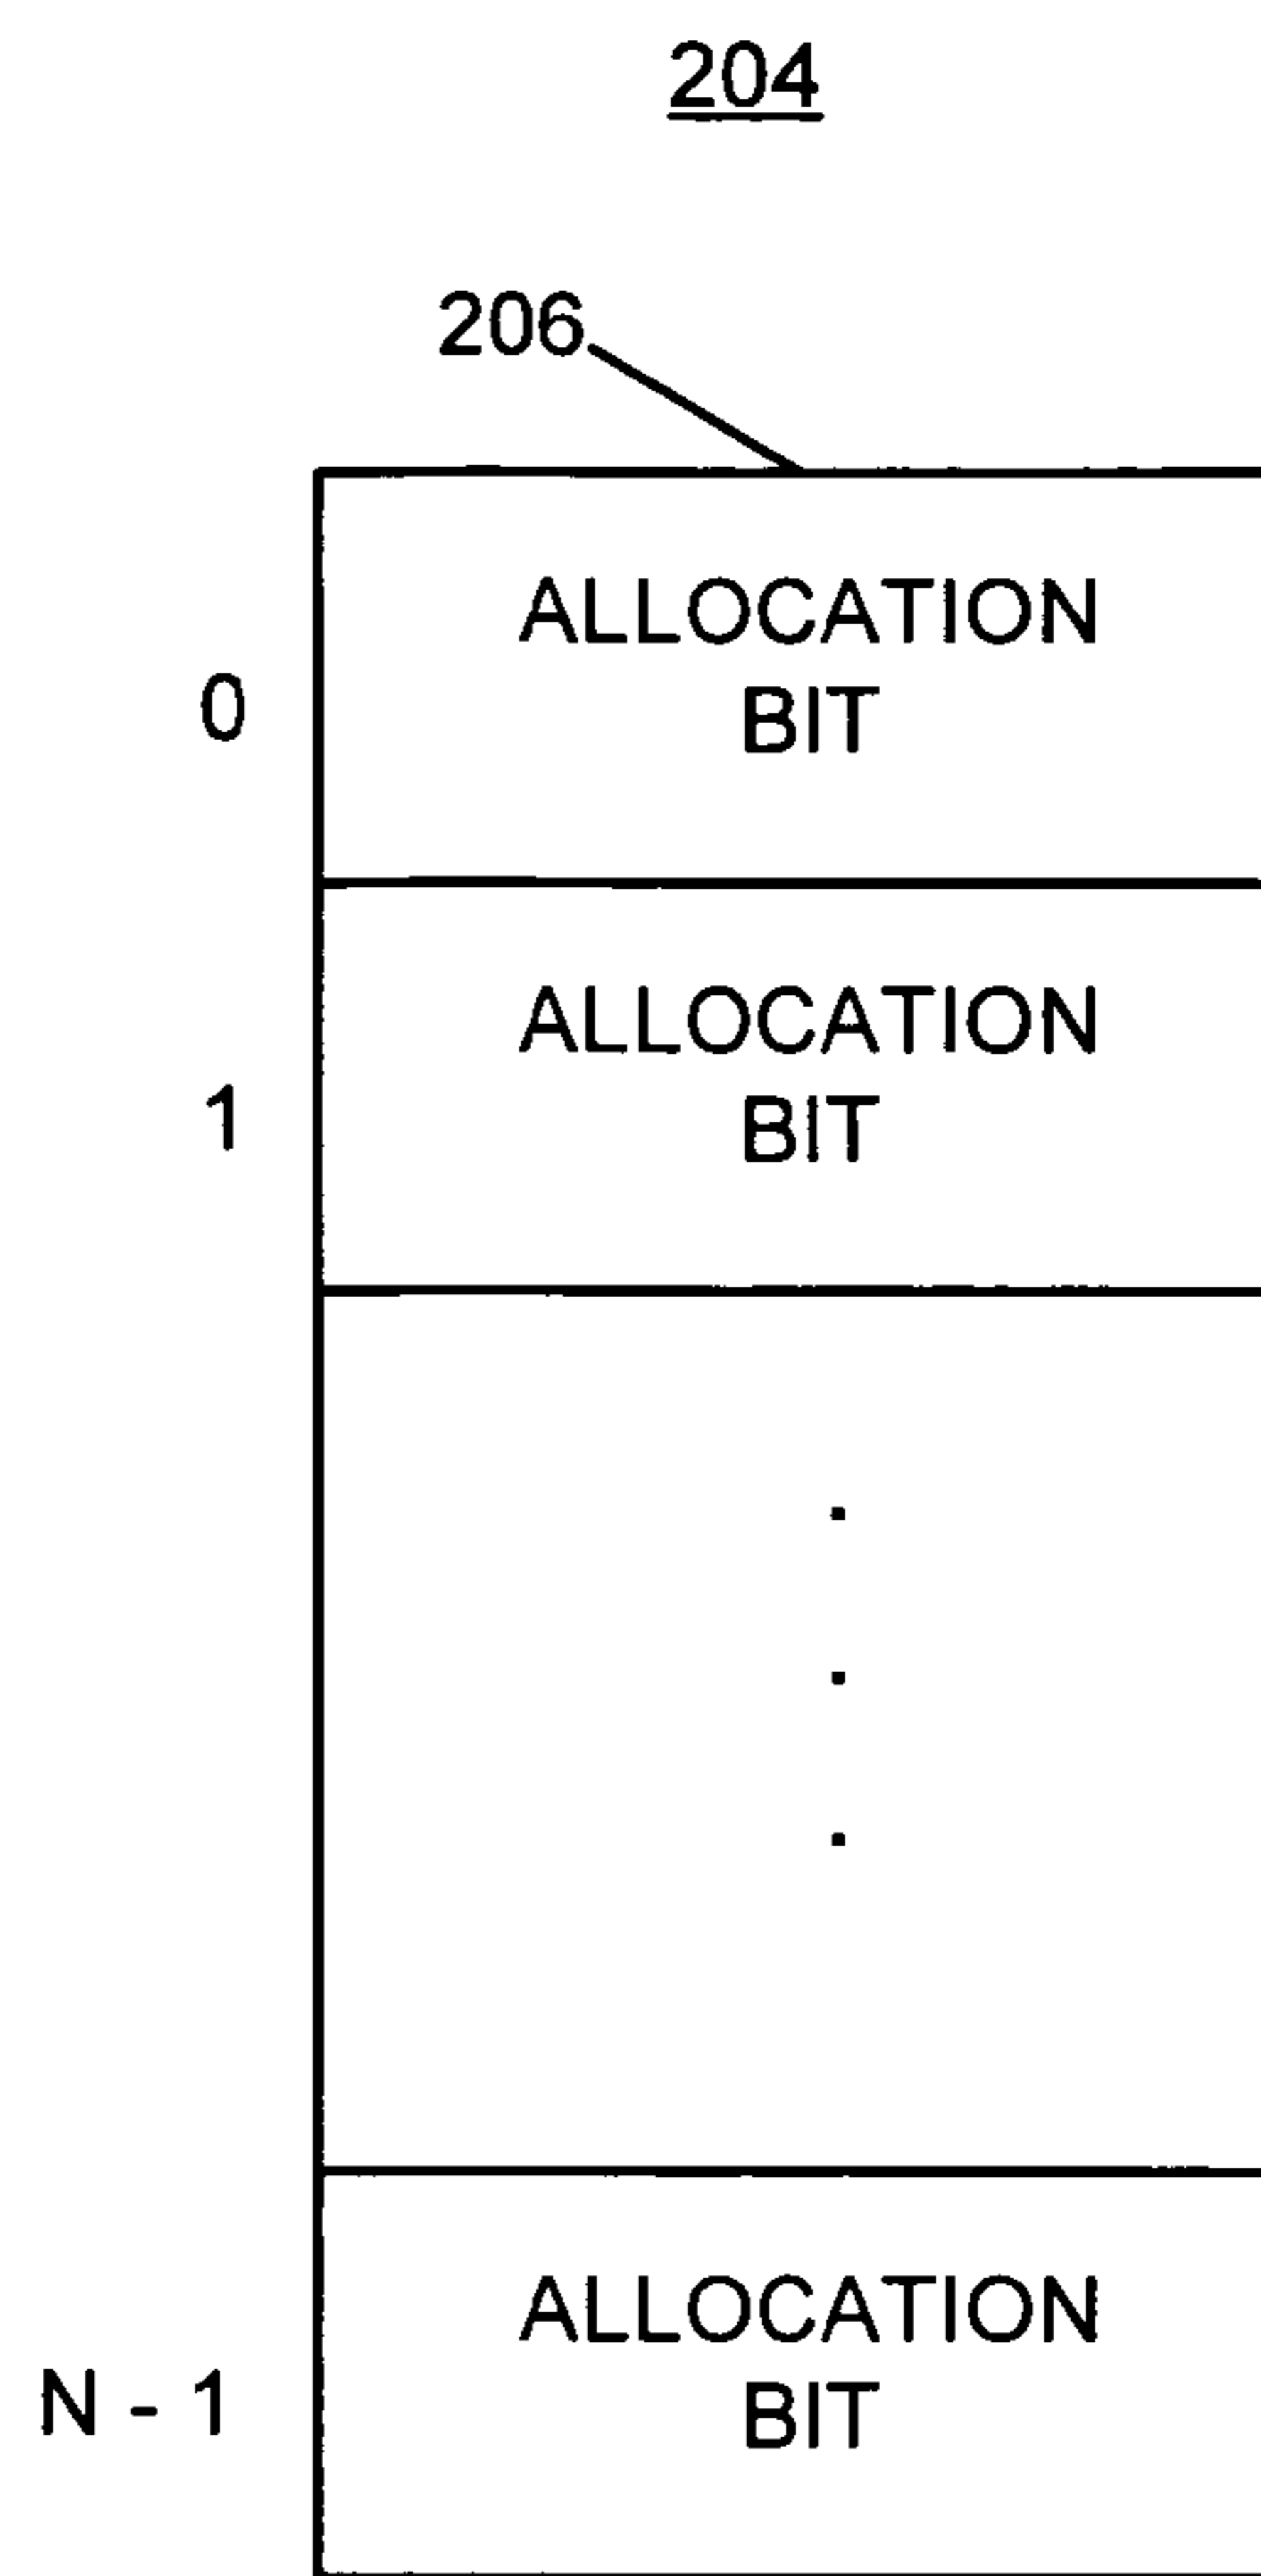 204
206
ALLOCATION
BIT
0
ALLOCATION
BIT
1
ALLOCATION
BIT
N - 1